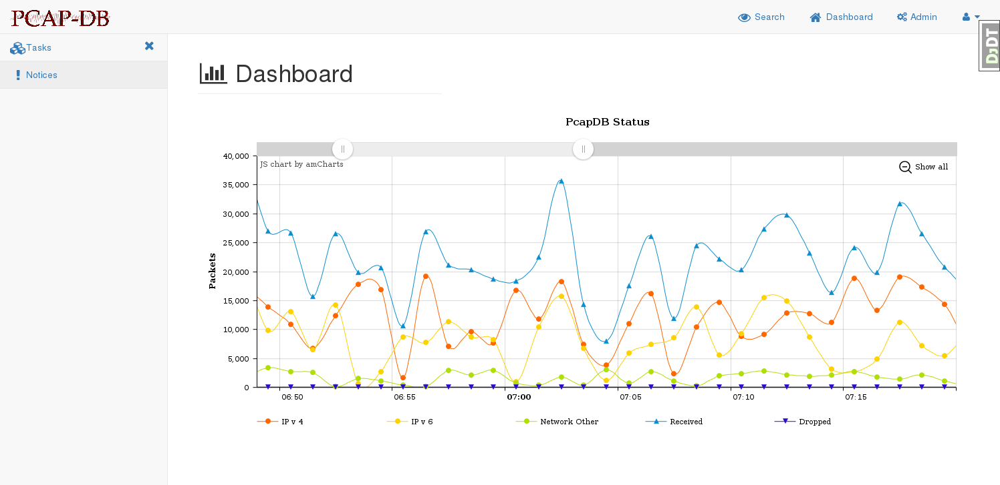 PCAP-DB
Search Dashboard Admin
DJDT
Tasks
Notices
Dashboard
PcapDB Status
JS chart by amCharts
Show all
Packets
40,000
35,000
30,000
25,000
20,000
15,000
10,000
5,000
0
06:50 06:55 07:00 07:05 07:10 07:15
IP v 4 IP v 6 Network Other Received Dropped